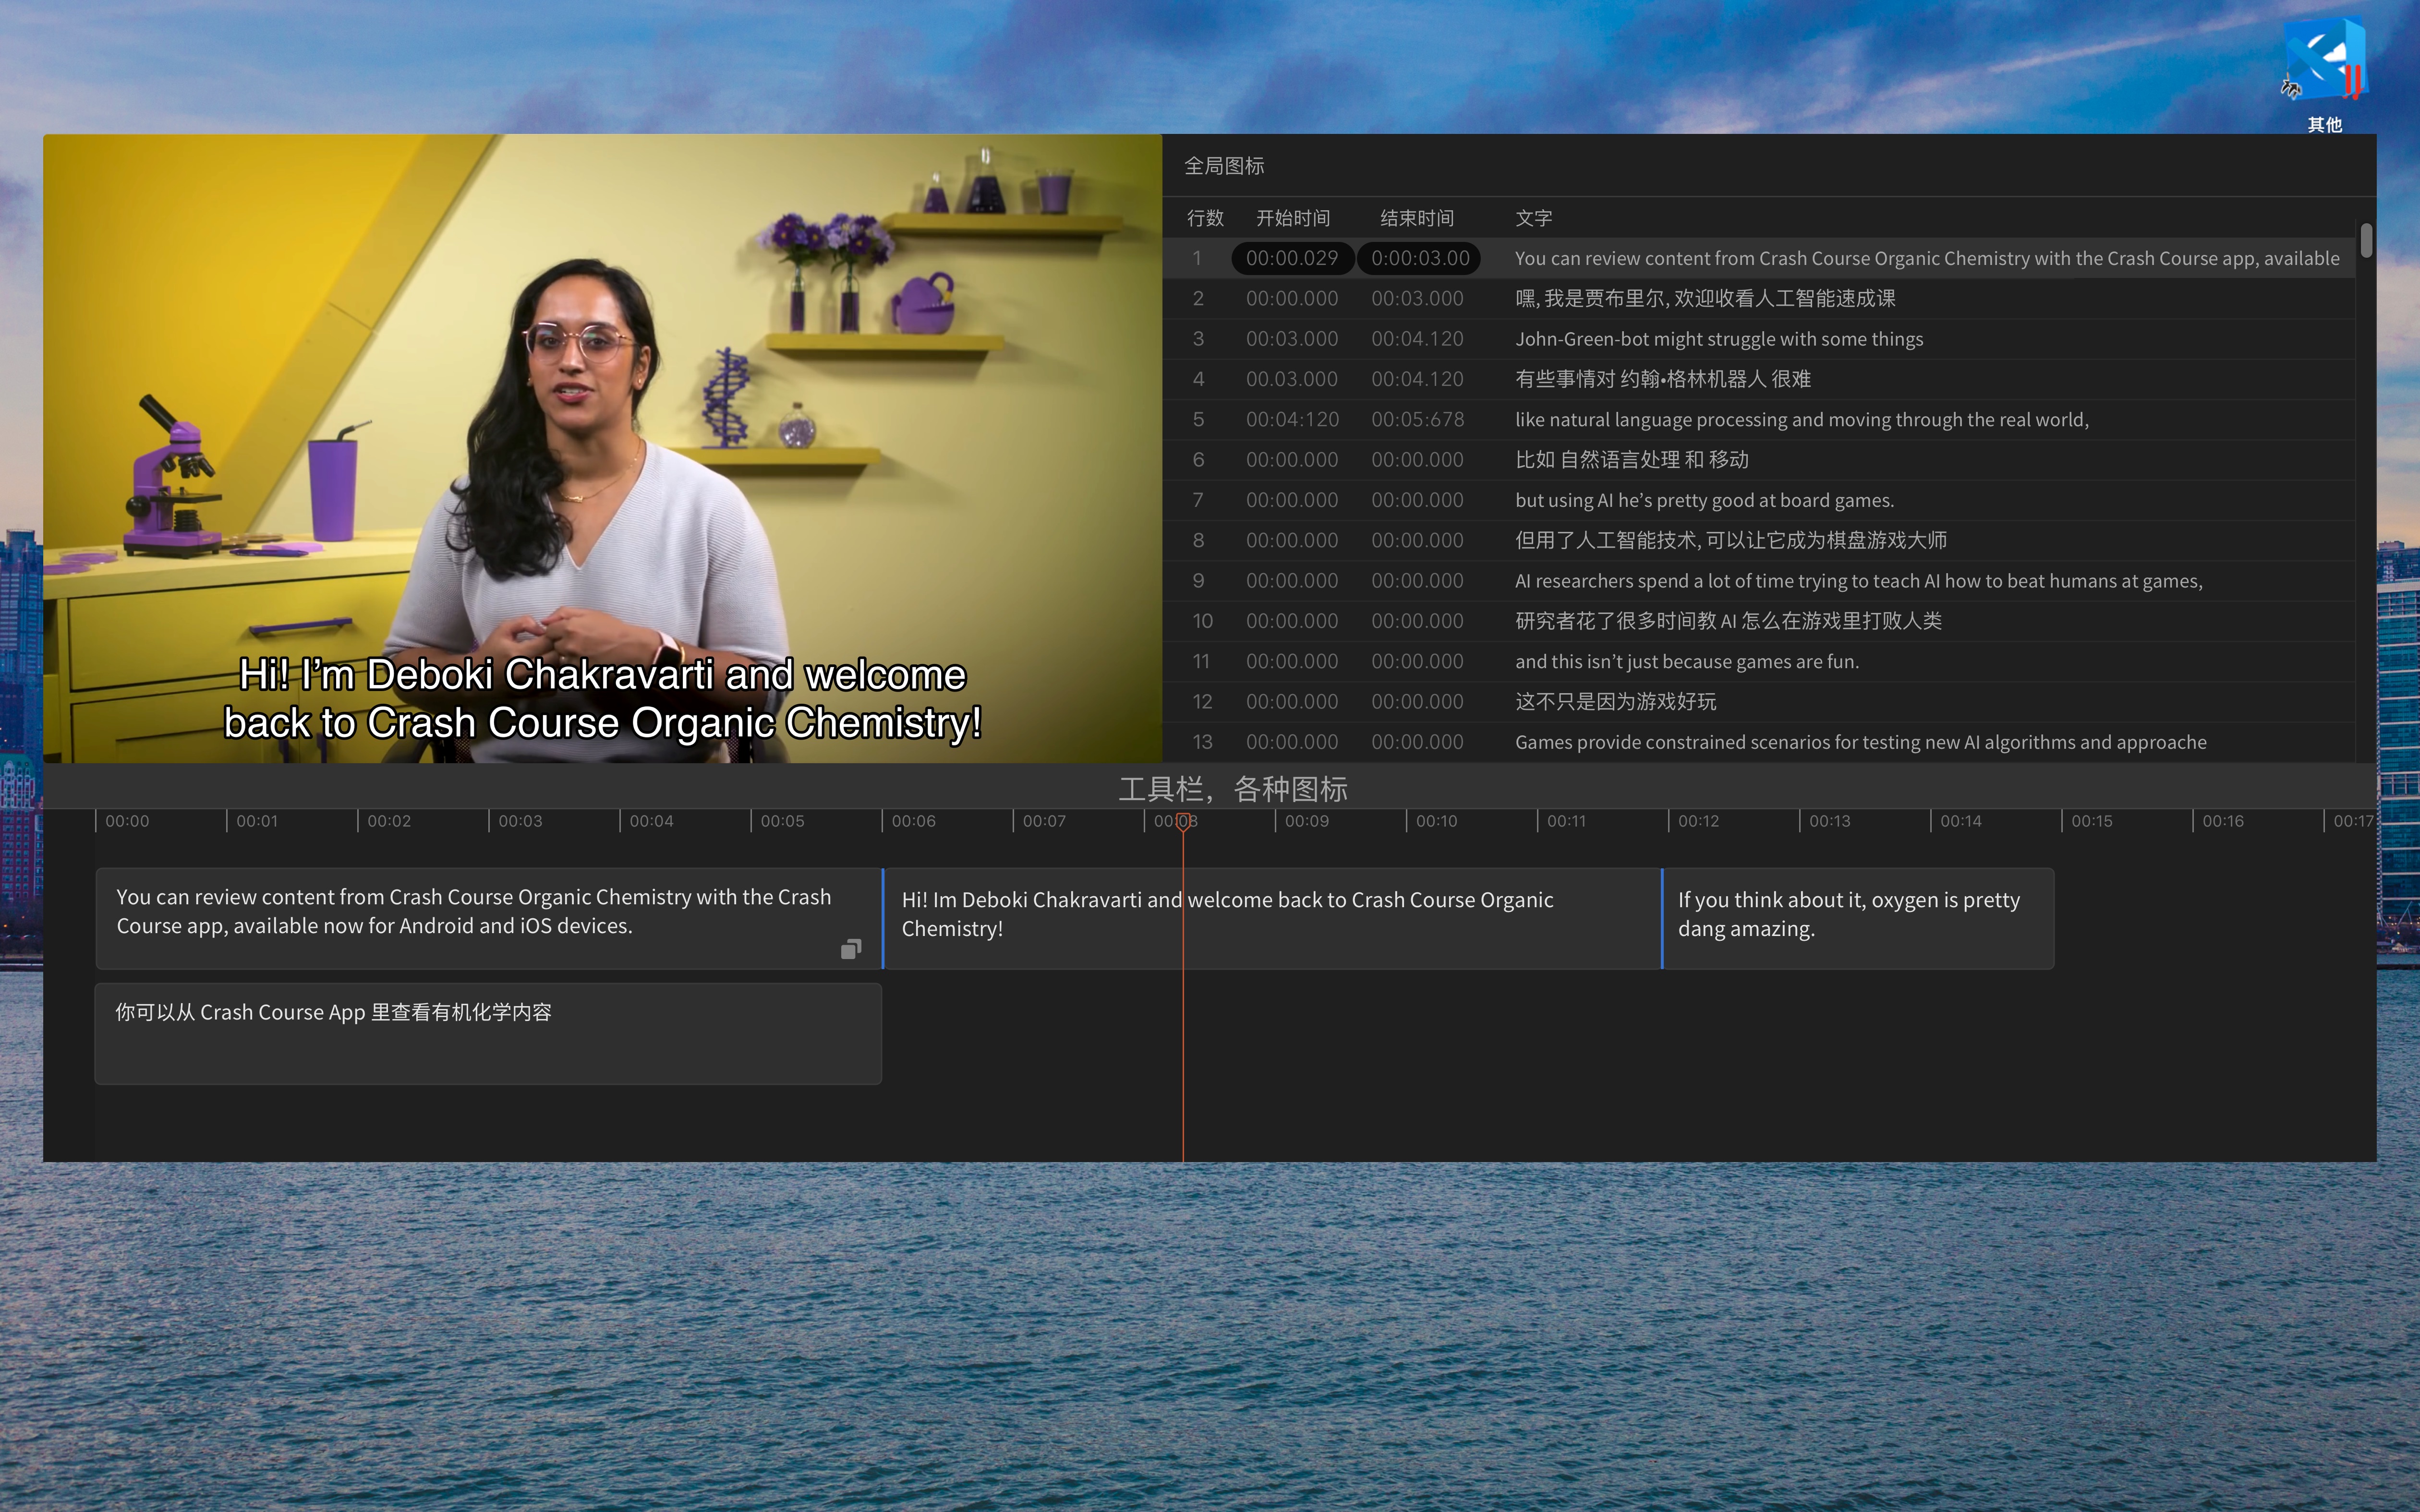 其他
Hi! I’m Deboki Chakravarti and welcome
back to Crash Course Organic Chemistry!
全局图标
行数 开始时间 结束时间 文字
1 00:00.029 0:00:03.00 You can review content from Crash Course Organic Chemistry with the Crash Course app, available
2 00:00.000 00:03.000 嘿, 我是贾布里尔, 欢迎收看人工智能速成课
3 00:03.000 00:04.120 John-Green-bot might struggle with some things
4 00.03.000 00:04.120 有些事情对 约翰•格林机器人 很难
5 00:04:120 00:05:678 like natural language processing and moving through the real world,
6 00:00.000 00:00.000 比如 自然语言处理 和 移动
7 00:00.000 00:00.000 but using AI he’s pretty good at board games.
8 00:00.000 00:00.000 但用了人工智能技术, 可以让它成为棋盘游戏大师
9 00:00.000 00:00.000 AI researchers spend a lot of time trying to teach AI how to beat humans at games,
10 00:00.000 00:00.000 研究者花了很多时间教 AI 怎么在游戏里打败人类
11 00:00.000 00:00.000 and this isn’t just because games are fun.
12 00:00.000 00:00.000 这不只是因为游戏好玩
13 00:00.000 00:00.000 Games provide constrained scenarios for testing new AI algorithms and approache
工具栏，各种图标
00:00 00:01 00:02 00:03 00:04 00:05 00:06 00:07 00:08 00:09 00:10 00:11 00:12 00:13 00:14 00:15 00:16 00:17
You can review content from Crash Course Organic Chemistry with the Crash
Course app, available now for Android and iOS devices.
Hi! Im Deboki Chakravarti and welcome back to Crash Course Organic
Chemistry!
If you think about it, oxygen is pretty
dang amazing.
你可以从 Crash Course App 里查看有机化学内容